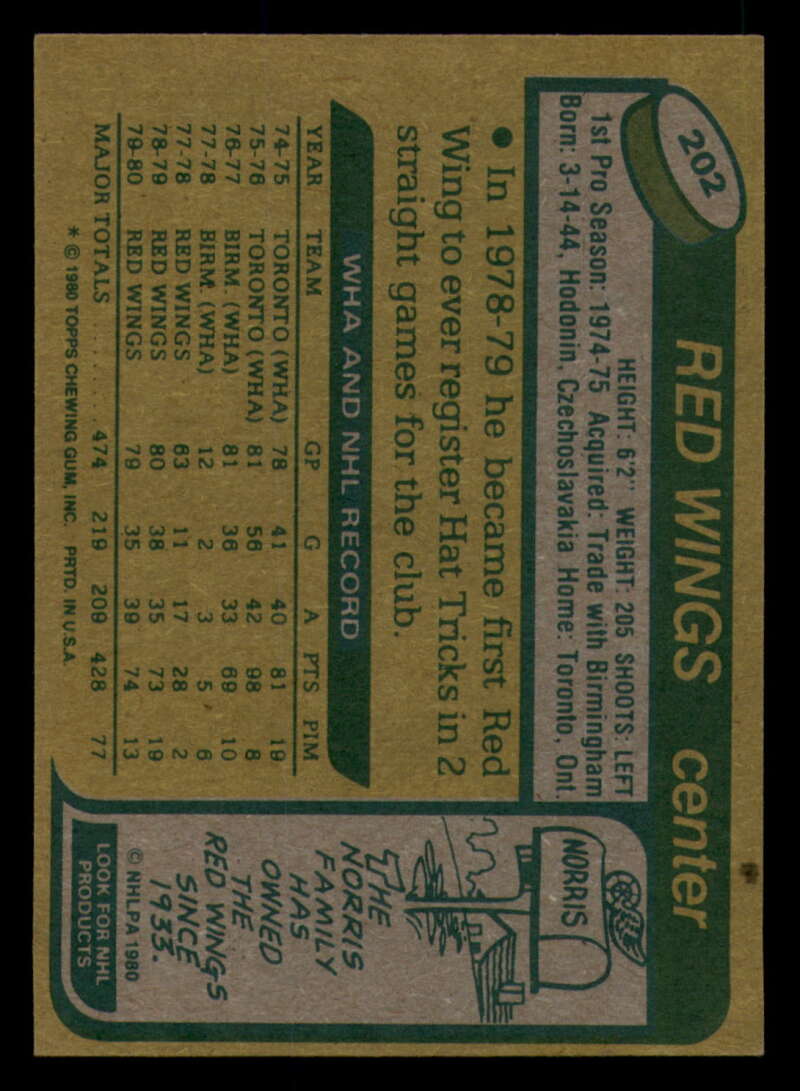 202
RED WINGS center
HEIGHT: 6'2" WEIGHT: 205 SHOOTS: LEFT
1st Pro Season: 1974-75 Acquired: Trade with Birmingham
Born: 3-14-44, Hodonin, Czechoslavakia Home: Toronto, Ont.
● In 1978-79 he became first Red
Wing to ever register Hat Tricks in 2
straight games for the club.
WHA AND NHL RECORD
YEAR TEAM GP G A PTS PIM
74-75 TORONTO (WHA) 78 41 40 81 19
75-76 TORONTO (WHA) 81 56 42 98 8
76-77 BIRM. (WHA) 81 36 33 69 10
77-78 BIRM. (WHA) 12 2 3 5 6
77-78 RED WINGS 63 11 17 28 2
78-79 RED WINGS 80 38 35 73 19
79-80 RED WINGS 79 35 39 74 13
MAJOR TOTALS ........ 474 219 209 428 77
* © 1980 TOPPS CHEWING GUM, INC. PRTD. IN U.S.A.
NORRIS
THE
NORRIS
FAMILY
HAS
OWNED
THE
RED WINGS
SINCE
1933.
© NHLPA 1980
LOOK FOR NHL
PRODUCTS